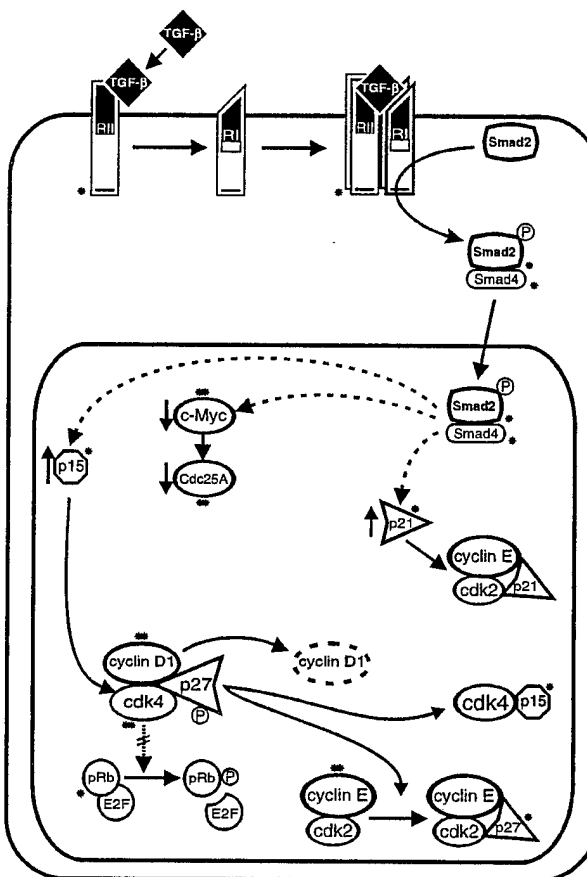 TGF-β
TGF-β
TGF-β
RII
RI
RII
RI
Smad2
P
Smad2
Smad4
P
Smad2
Smad4
c-Myc
p15
Cdc25A
p21
cyclin E
cdk2
p21
cyclin D1
cyclin D1
p27
cdk4
P
cdk4
p15
pRb
E2F
pRb
P
E2F
cyclin E
cdk2
cyclin E
cdk2
p27